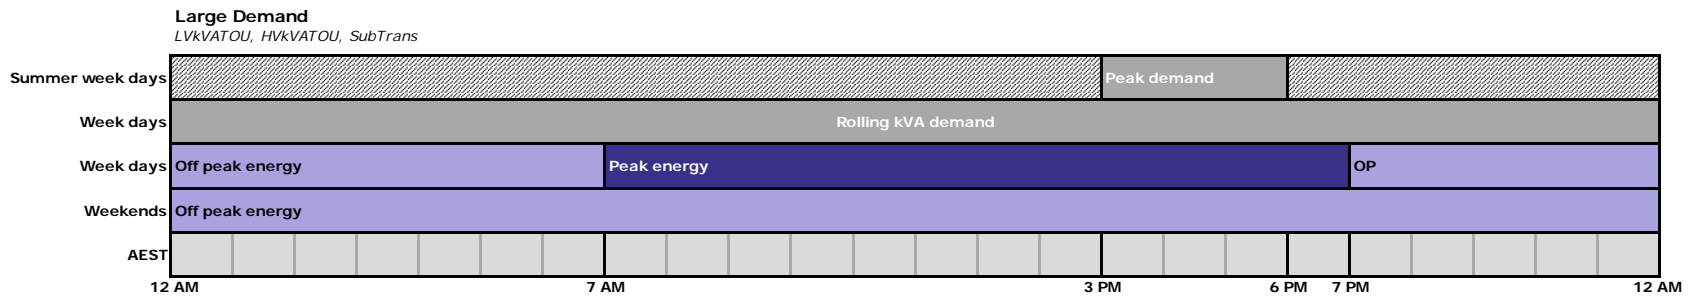 Large Demand
LVkVATOU, HVkVATOU, SubTrans
Summer week days Peak demand
Week days Rolling kVA demand
Week days Off peak energy Peak energy OP
Weekends Off peak energy
AEST
12 AM 7 AM 3 PM 6 PM 7 PM 12 AM